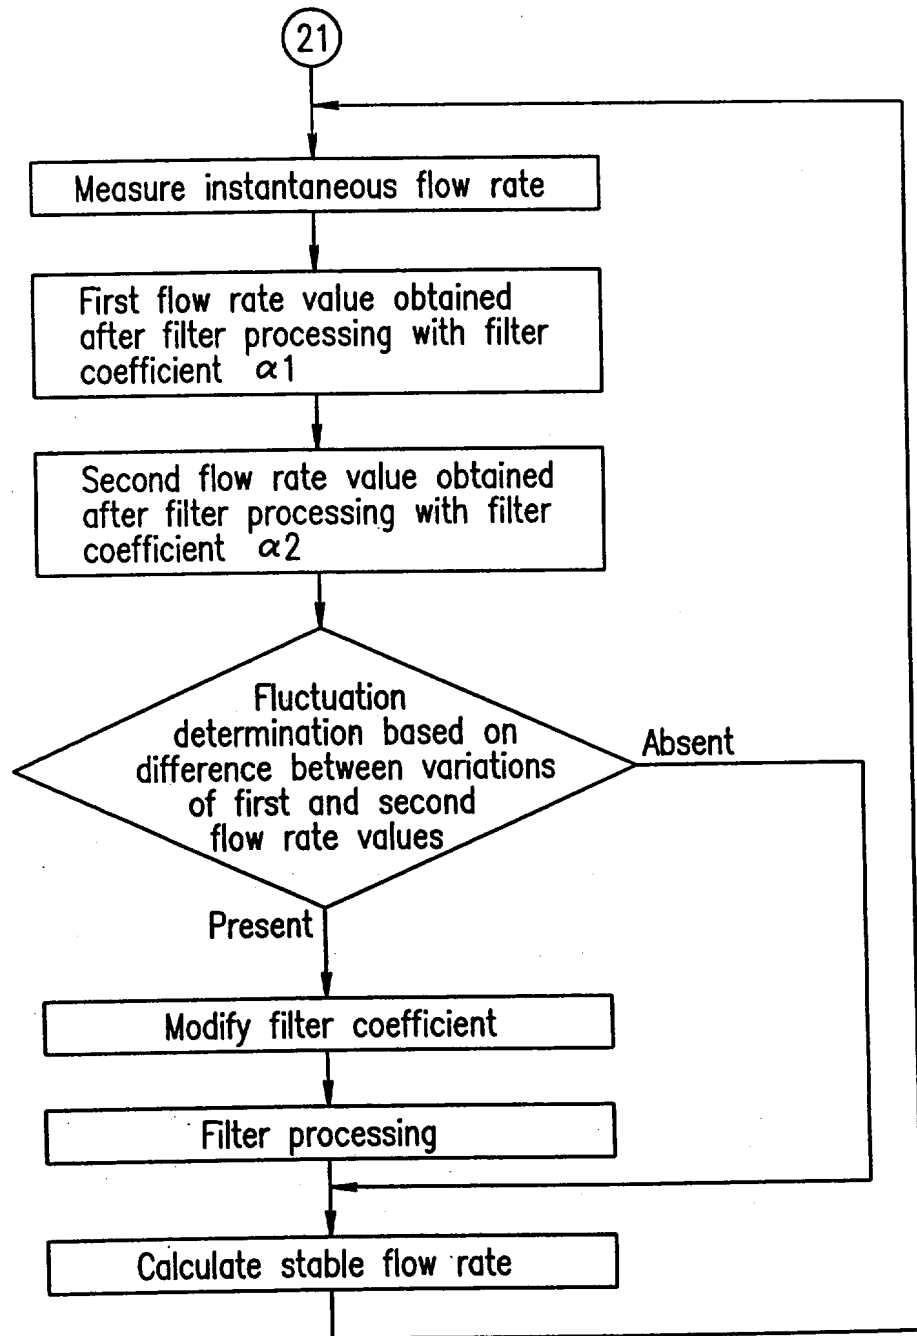 21
Measure instantaneous flow rate
First flow rate value obtained
after filter processing with filter
coefficient α1
Second flow rate value obtained
after filter processing with filter
coefficient α2
Fluctuation
determination based on
difference between variations
of first and second
flow rate values
Absent
Present
Modify filter coefficient
Filter processing
Calculate stable flow rate